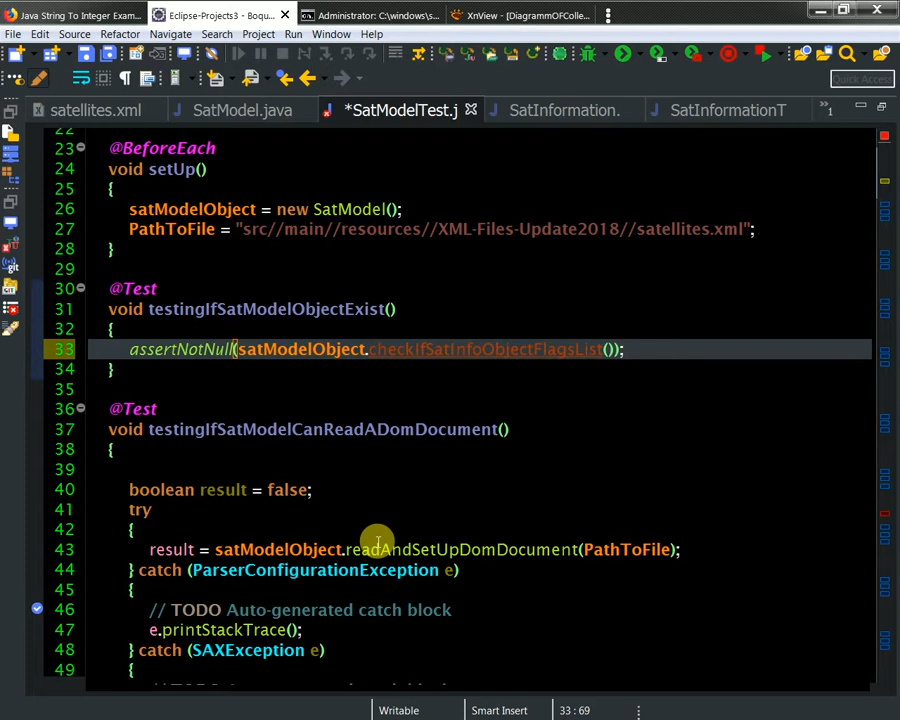 Java String To Integer Exam...
Eclipse-Projects3 - Boqu...
Administrator: C:\windows\s...
XnView - [DiagrammOfColle...
File Edit Source Refactor Navigate Search Project Run Window Help
Quick Access
satellites.xml
SatModel.java
*SatModelTest.j
SatInformation.
SatInformationT
»1
22
23 @BeforeEach
24 void setUp()
25 {
26 satModelObject = new SatModel();
27 PathToFile = "src//main//resources//XML-Files-Update2018//satellites.xml";
28 }
29
30 @Test
31 void testingIfSatModelObjectExist()
32 {
33 assertNotNull(satModelObject.checkIfSatInfoObjectFlagsList());
34 }
35
36 @Test
37 void testingIfSatModelCanReadADomDocument()
38 {
39
40 boolean result = false;
41 try
42 {
43 result = satModelObject.readAndSetUpDomDocument(PathToFile);
44 } catch (ParserConfigurationException e)
45 {
46 // TODO Auto-generated catch block
47 e.printStackTrace();
48 } catch (SAXException e)
49 {
Writable Smart Insert 33 : 69